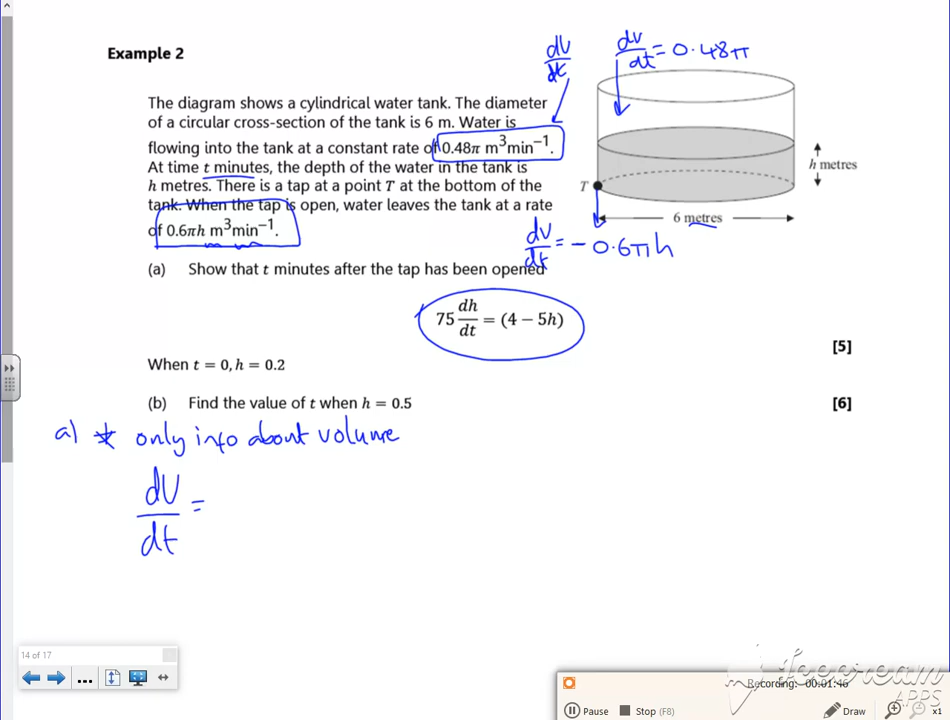 Example 2
dV/dt
dv/dt = 0.48π
The diagram shows a cylindrical water tank. The diameter
of a circular cross-section of the tank is 6 m. Water is
flowing into the tank at a constant rate of 0.48π m³min⁻¹.
At time t minutes, the depth of the water in the tank is
h metres. There is a tap at a point T at the bottom of the
tank. When the tap is open, water leaves the tank at a rate
of 0.6πh m³min⁻¹.
h metres
T
6 metres
dv/dt = - 0.6πh
(a) Show that t minutes after the tap has been opened
75 dh/dt = (4 − 5h)
[5]
When t = 0, h = 0.2
(b) Find the value of t when h = 0.5
[6]
a) * only info about volume
dV/dt =
14 of 17
...
Icecream
APPS
Recording: 00:01:46
Pause Stop (F8) Draw x1